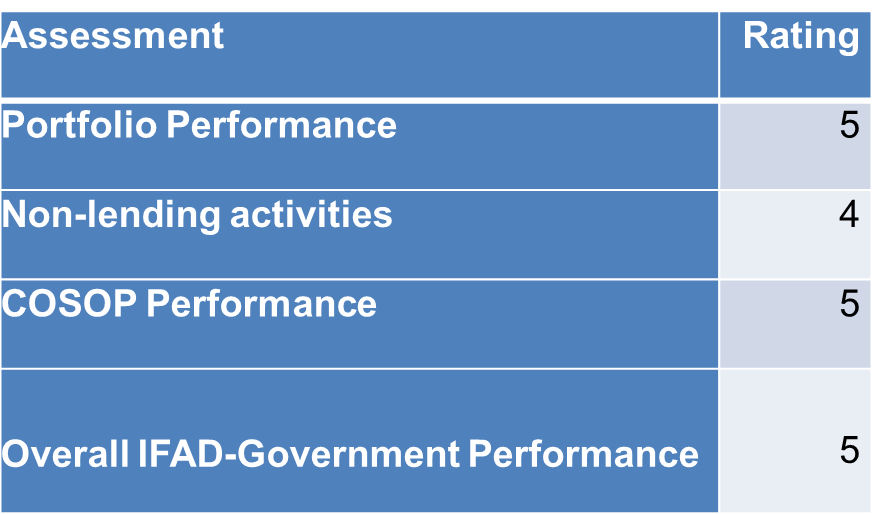 Assessment Rating
Portfolio Performance 5
Non-lending activities 4
COSOP Performance 5
Overall IFAD-Government Performance 5